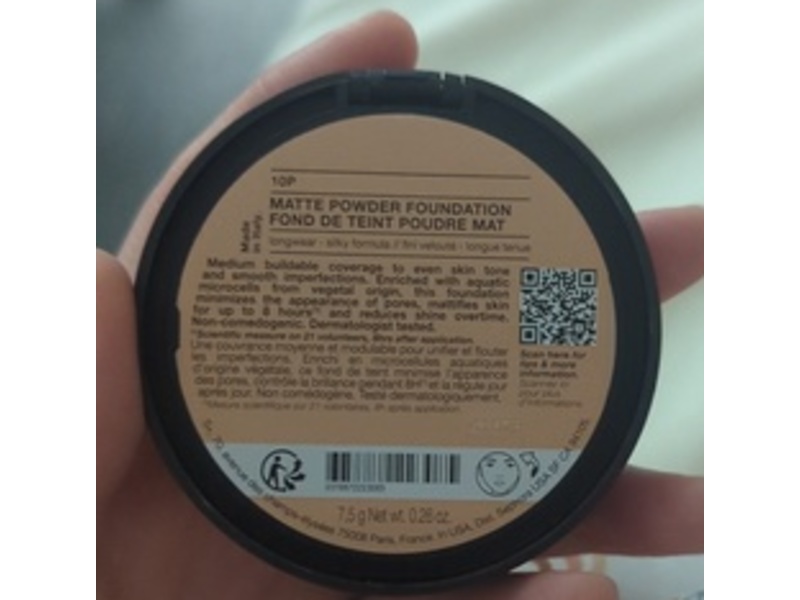 10P
MATTE POWDER FOUNDATION
FOND DE TEINT POUDRE MAT
Made
in Italy
longwear - silky formula // fini velouté - longue tenue
Medium buildable coverage to even skin tone
and smooth imperfections. Enriched with aquatic
microcells from vegetal origin, this foundation
minimizes the appearance of pores, mattifies skin
for up to 8 hours and reduces shine overtime.
Non-comedogenic. Dermatologist tested.
*Scientific measure on 21 volunteers, 8hrs after application.
Une couvrance moyenne et modulable pour unifier et flouter
les imperfections. Enrichi en microcellules aquatiques
d'origine végétale, ce fond de teint minimise l'apparence
des pores, contrôle la brillance pendant 8H et la régule jour
après jour. Non comédogène. Testé dermatologiquement.
*Mesure scientifique sur 21 volontaires, 8h après application
Scan here for
tips & more
information.
Scanner ici
pour plus
d'informations.
7.5 g Net wt. 0.26 oz.
70, avenue des champs-élysées 75008 Paris, France. In USA, Dist. Sephora USA SF CA 94105